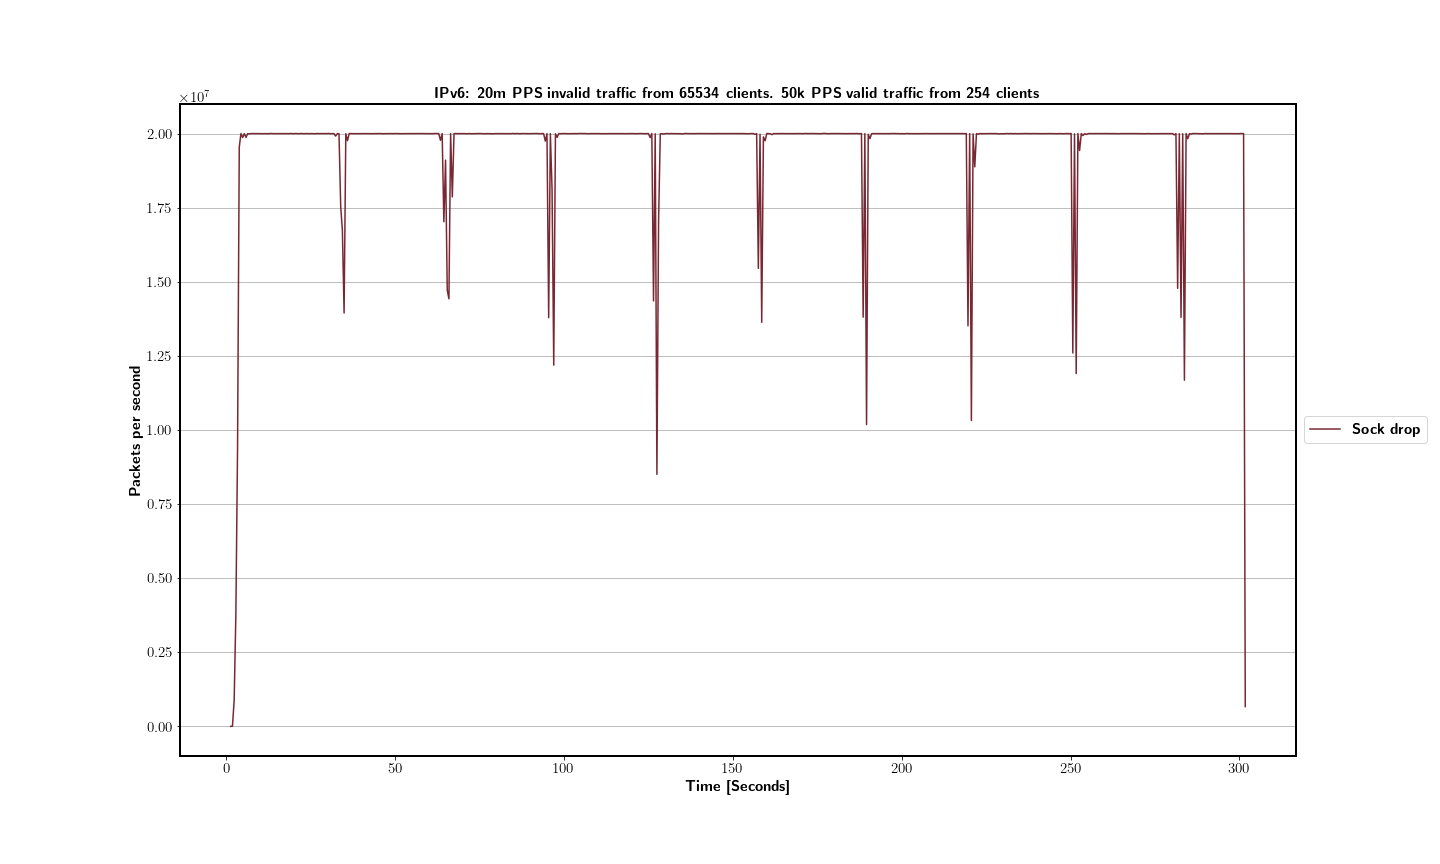 IPv6: 20m PPS invalid traffic from 65534 clients. 50k PPS valid traffic from 254 clients
×10⁷
2.00
1.75
1.50
1.25
1.00
0.75
0.50
0.25
0.00
Packets per second
Sock drop
0 50 100 150 200 250 300
Time [Seconds]